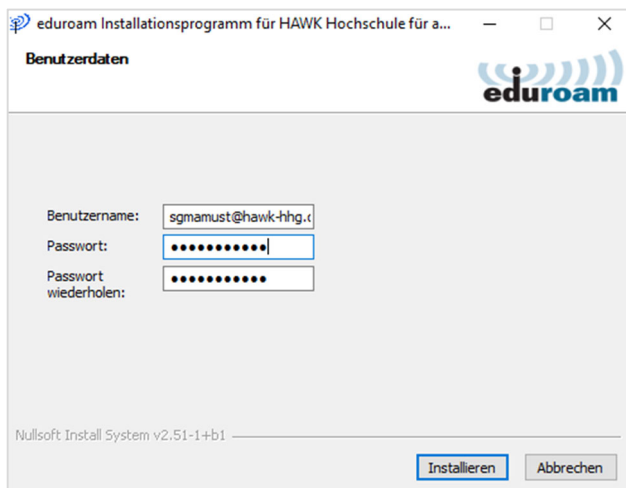 eduroam Installationsprogramm für HAWK Hochschule für a...
Benutzerdaten
eduroam
Benutzername:
sgmamust@hawk-hhg.
Passwort:
●●●●●●●●●●●
Passwort
wiederholen:
●●●●●●●●●●●
Nullsoft Install System v2.51-1+b1
Installieren
Abbrechen